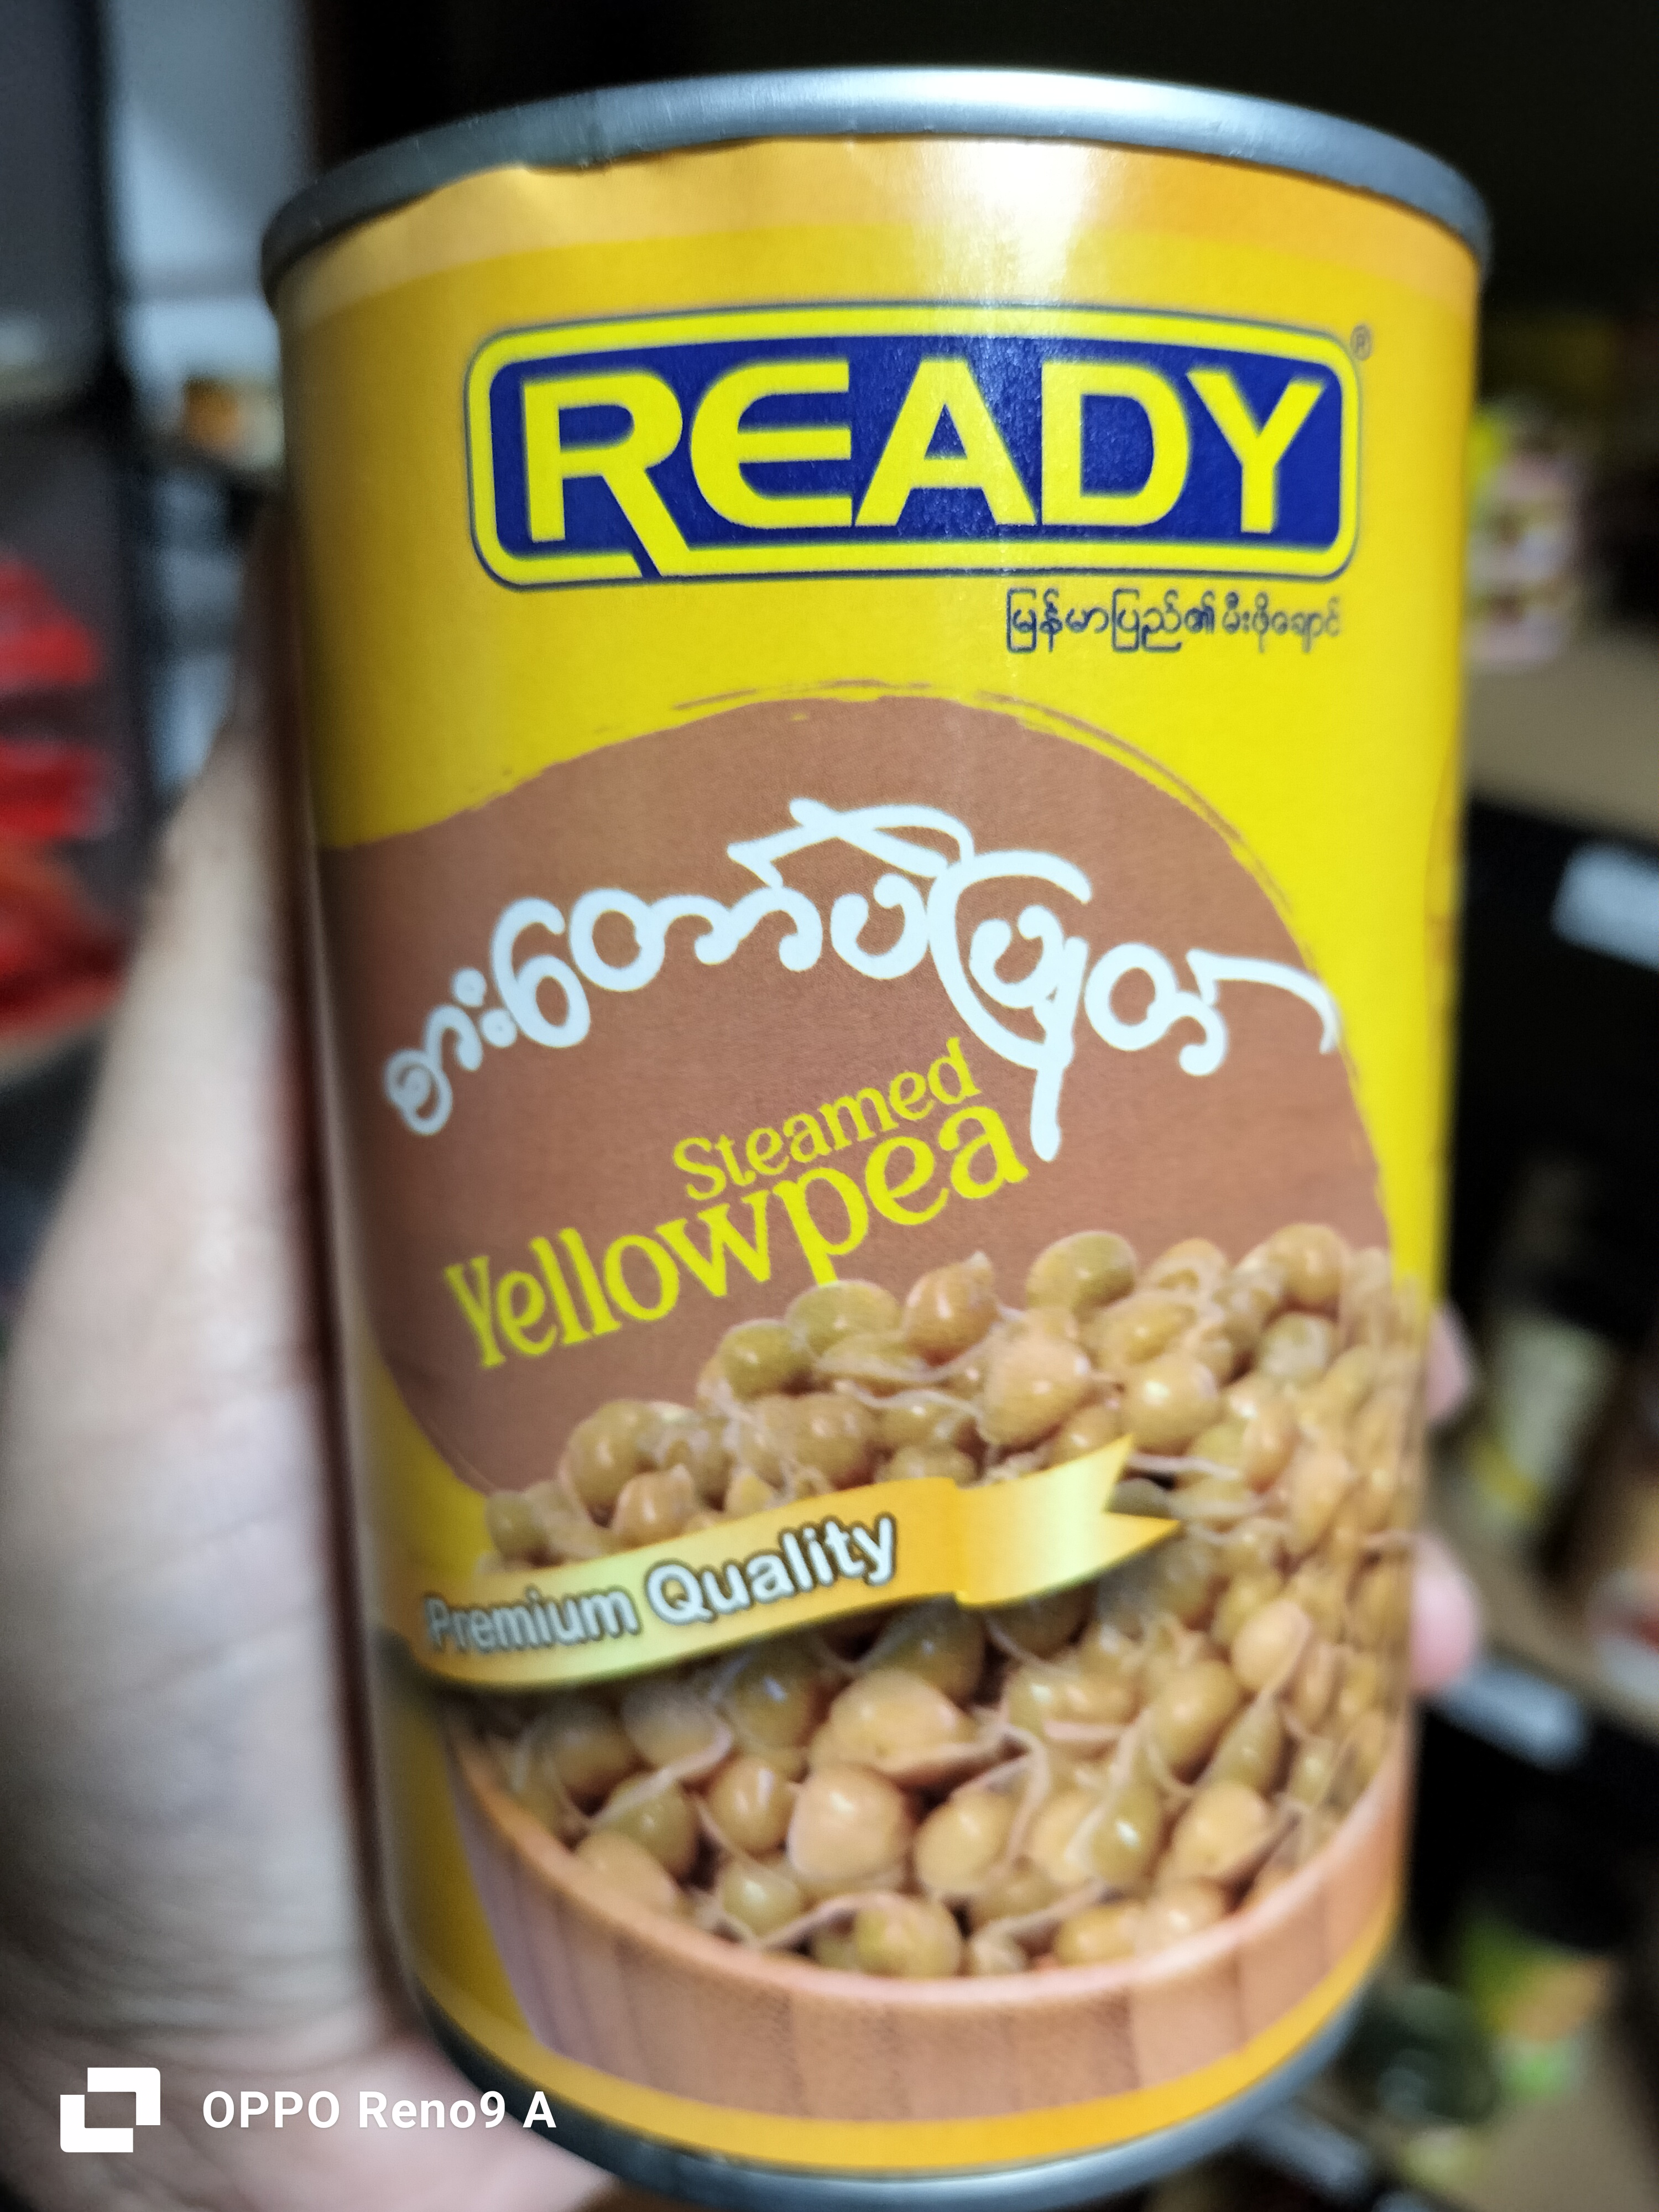 READY
®
မြန်မာပြည်၏ မီးဖိုချောင်
စားတော်ပဲပြုတ်
Steamed
Yellowpea
Premium Quality
OPPO Reno9 A